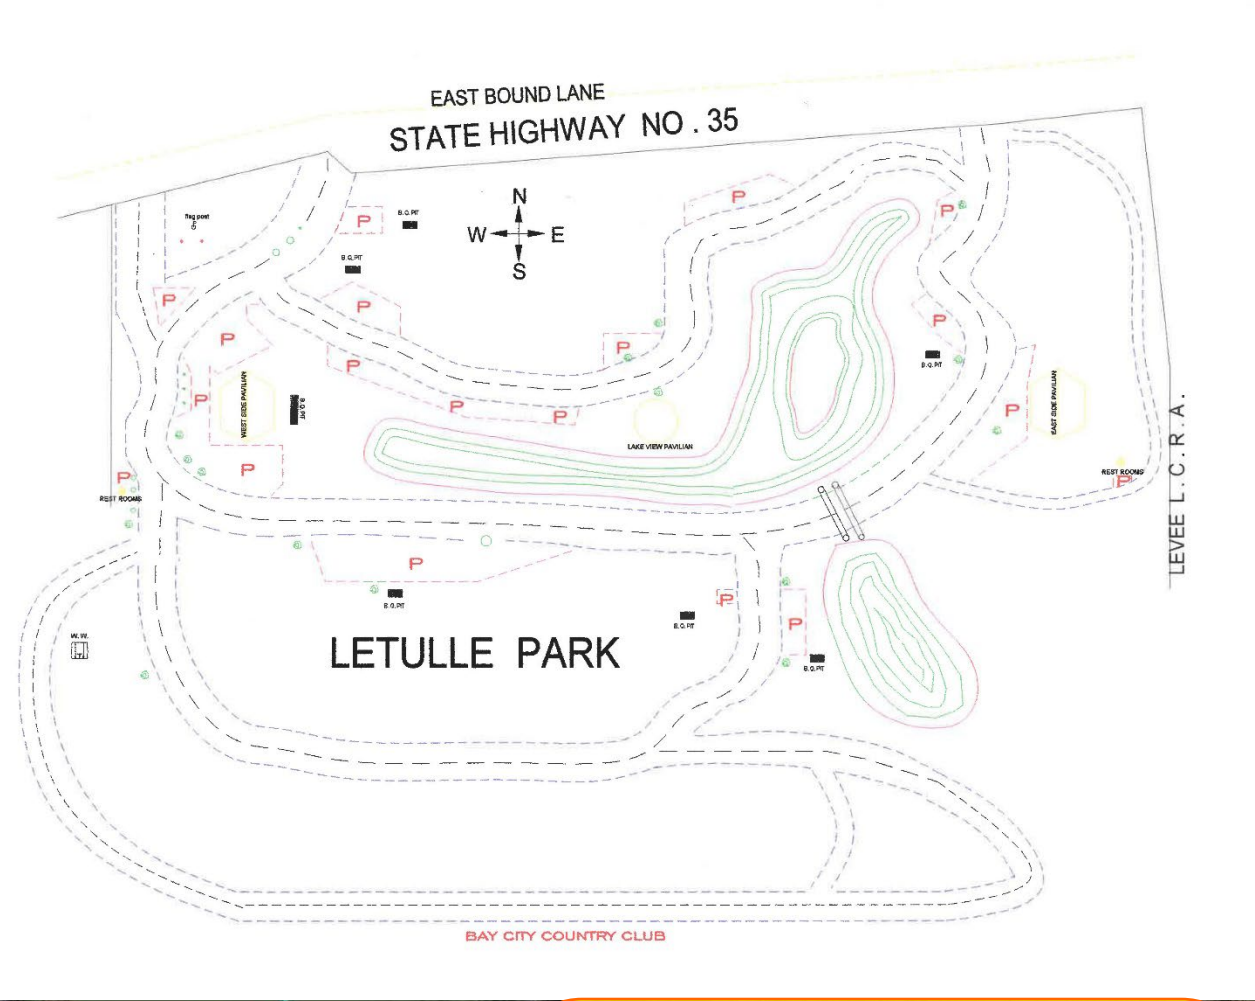 EAST BOUND LANE
STATE HIGHWAY NO . 35
flag post
N
W E
S
P
P
B.Q.PIT
P
B.Q.PIT
P
P
P
P
P
P
P
P
P
P
B.Q.PIT
P
WEST SIDE PAVILIAN
B.Q.PIT
P
P
LAKE VIEW PAVILIAN
P
EAST SIDE PAVILIAN
P
REST ROOMS
REST ROOMS
P
LEVEE L.C.R.A.
P
B.Q.PIT
P
B.Q.PIT
P
B.Q.PIT
W.W.
LETULLE PARK
BAY CITY COUNTRY CLUB